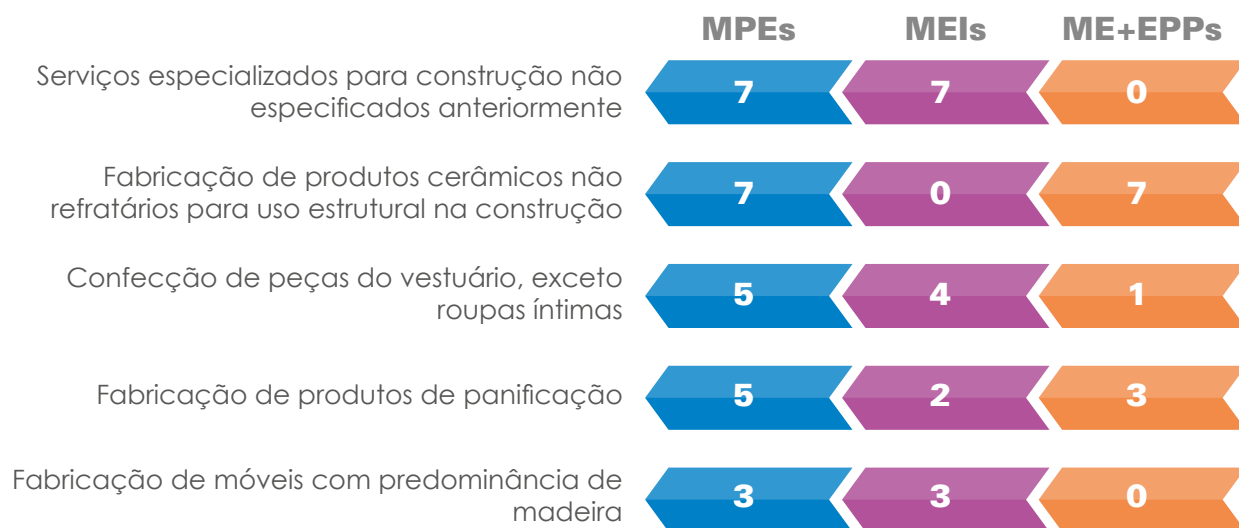 MPEs MEIs ME+EPPs
Serviços especializados para construção não
especificados anteriormente
7 7 0
Fabricação de produtos cerâmicos não
refratários para uso estrutural na construção
7 0 7
Confecção de peças do vestuário, exceto
roupas íntimas
5 4 1
Fabricação de produtos de panificação
5 2 3
Fabricação de móveis com predominância de
madeira
3 3 0